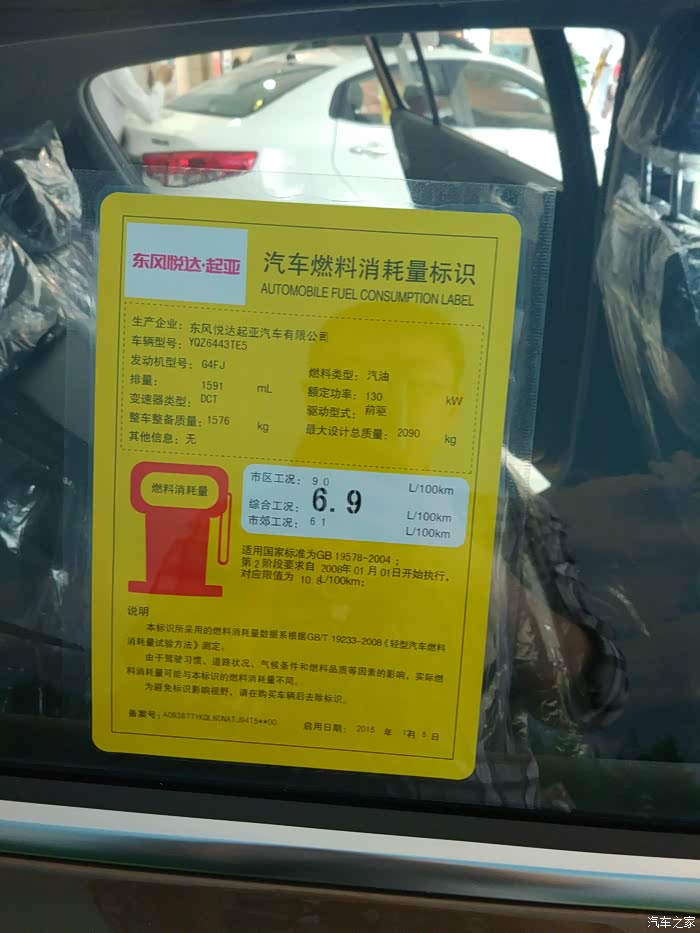 东风悦达·起亚
汽车燃料消耗量标识
AUTOMOBILE FUEL CONSUMPTION LABEL
生产企业：东风悦达起亚汽车有限公司
车辆型号：YQZ6443TE5
发动机型号：G4FJ
燃料类型：汽油
排量：1591 mL
额定功率：130 kW
变速器类型：DCT
驱动型式：前驱
整车整备质量：1576 kg
最大设计总质量：2090 kg
其他信息：无
燃料消耗量
市区工况：9.0 L/100km
综合工况：6.9 L/100km
市郊工况：6.1 L/100km
适用国家标准为GB 19578-2004；
第2阶段要求自 2008年01月01日开始执行，
对应限值为 10.8L/100km；
说明
本标识所采用的燃料消耗量数据系根据GB/T 19233-2008《轻型汽车燃料
消耗量试验方法》测定。
由于驾驶习惯、道路状况、气候条件和燃料品质等因素的影响，实际燃
料消耗量可能与本标识的燃料消耗量不同。
为避免标识影响视野，请在购买车辆后去除标识。
备案号：
启用日期：2015 年 月 日
汽车之家